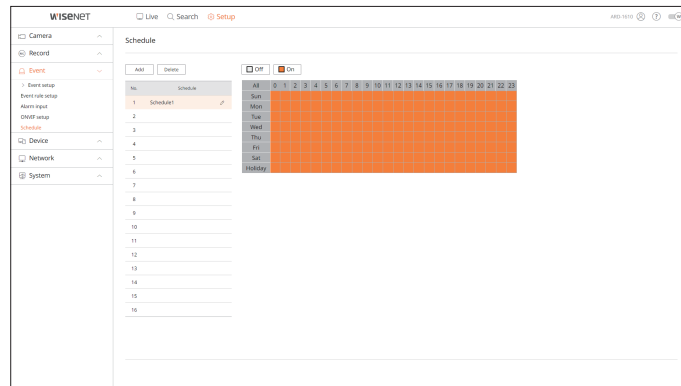 WISENET Live Search Setup ARD-1610 ?
Camera
Schedule
Record
Event
Add Delete Off On
Event setup
No. Schedule
All 0 1 2 3 4 5 6 7 8 9 10 11 12 13 14 15 16 17 18 19 20 21 22 23
Event rule setup
1 Schedule1
Sun
Alarm input
Mon
ONVIF setup
2
Tue
Schedule
3
Wed
Device
4
Thu
Fri
Network
5
Sat
System
6
Holiday
7
8
9
10
11
12
13
14
15
16